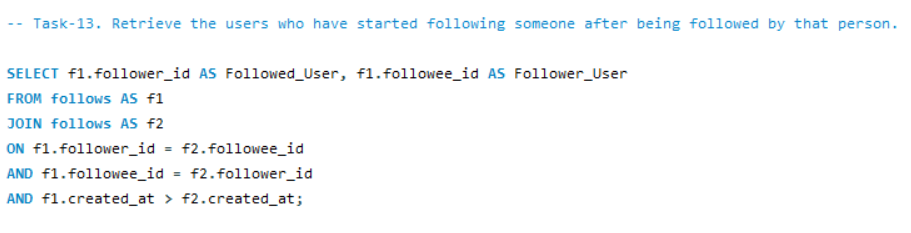 -- Task-13. Retrieve the users who have started following someone after being followed by that person.
SELECT f1.follower_id AS Followed_User, f1.followee_id AS Follower_User
FROM follows AS f1
JOIN follows AS f2
ON f1.follower_id = f2.followee_id
AND f1.followee_id = f2.follower_id
AND f1.created_at > f2.created_at;